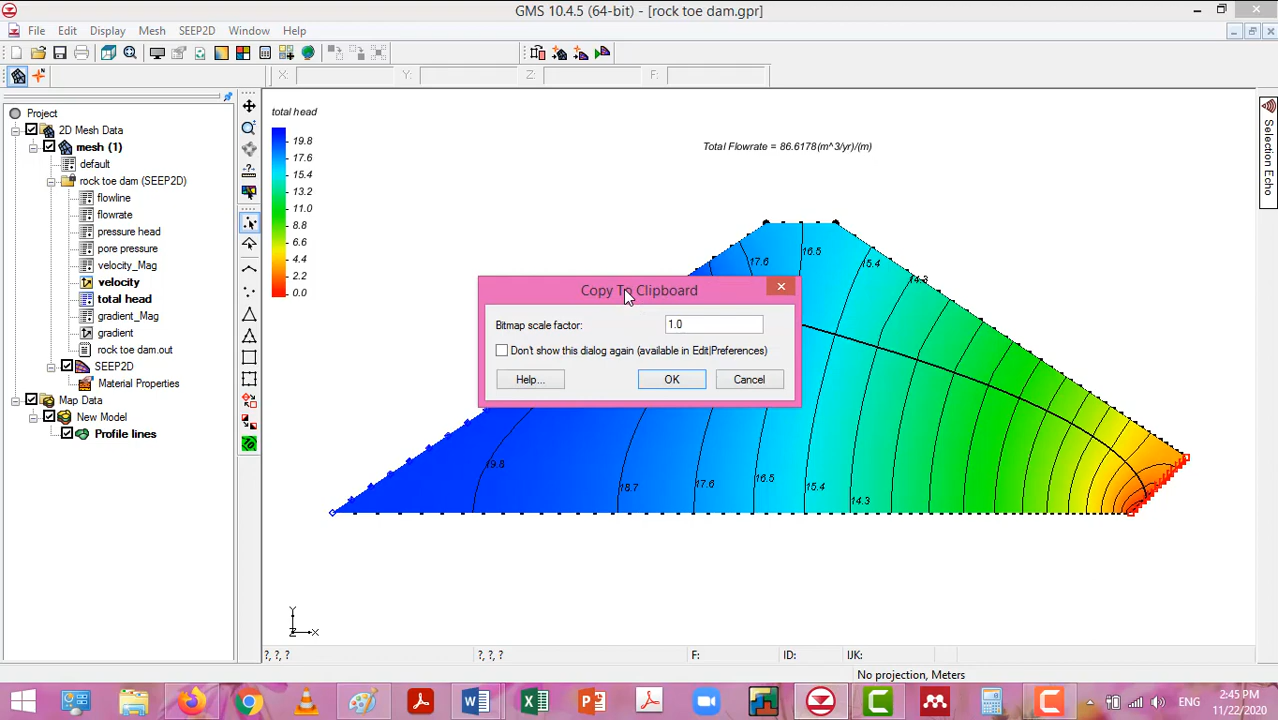 GMS 10.4.5 (64-bit) - [rock toe dam.gpr]
File Edit Display Mesh SEEP2D Window Help
X: Y: Z: F:
Project
2D Mesh Data
mesh (1)
default
rock toe dam (SEEP2D)
flowline
flowrate
pressure head
pore pressure
velocity_Mag
velocity
total head
gradient_Mag
gradient
rock toe dam.out
SEEP2D
Material Properties
Map Data
New Model
Profile lines
total head
19.8
17.6
15.4
13.2
11.0
8.8
6.6
4.4
2.2
0.0
Total Flowrate = 86.6178(m^3/yr)/(m)
17.6
16.5
15.4
14.3
Copy To Clipboard
Bitmap scale factor: 1.0
Don't show this dialog again (available in Edit|Preferences)
Help... OK Cancel
19.8
18.7
17.6
16.5
15.4
14.3
Y
Z X
?, ?, ? ?, ?, ? F: ID: IJK:
No projection, Meters
Selection Echo
ENG
2:45 PM
11/22/2020